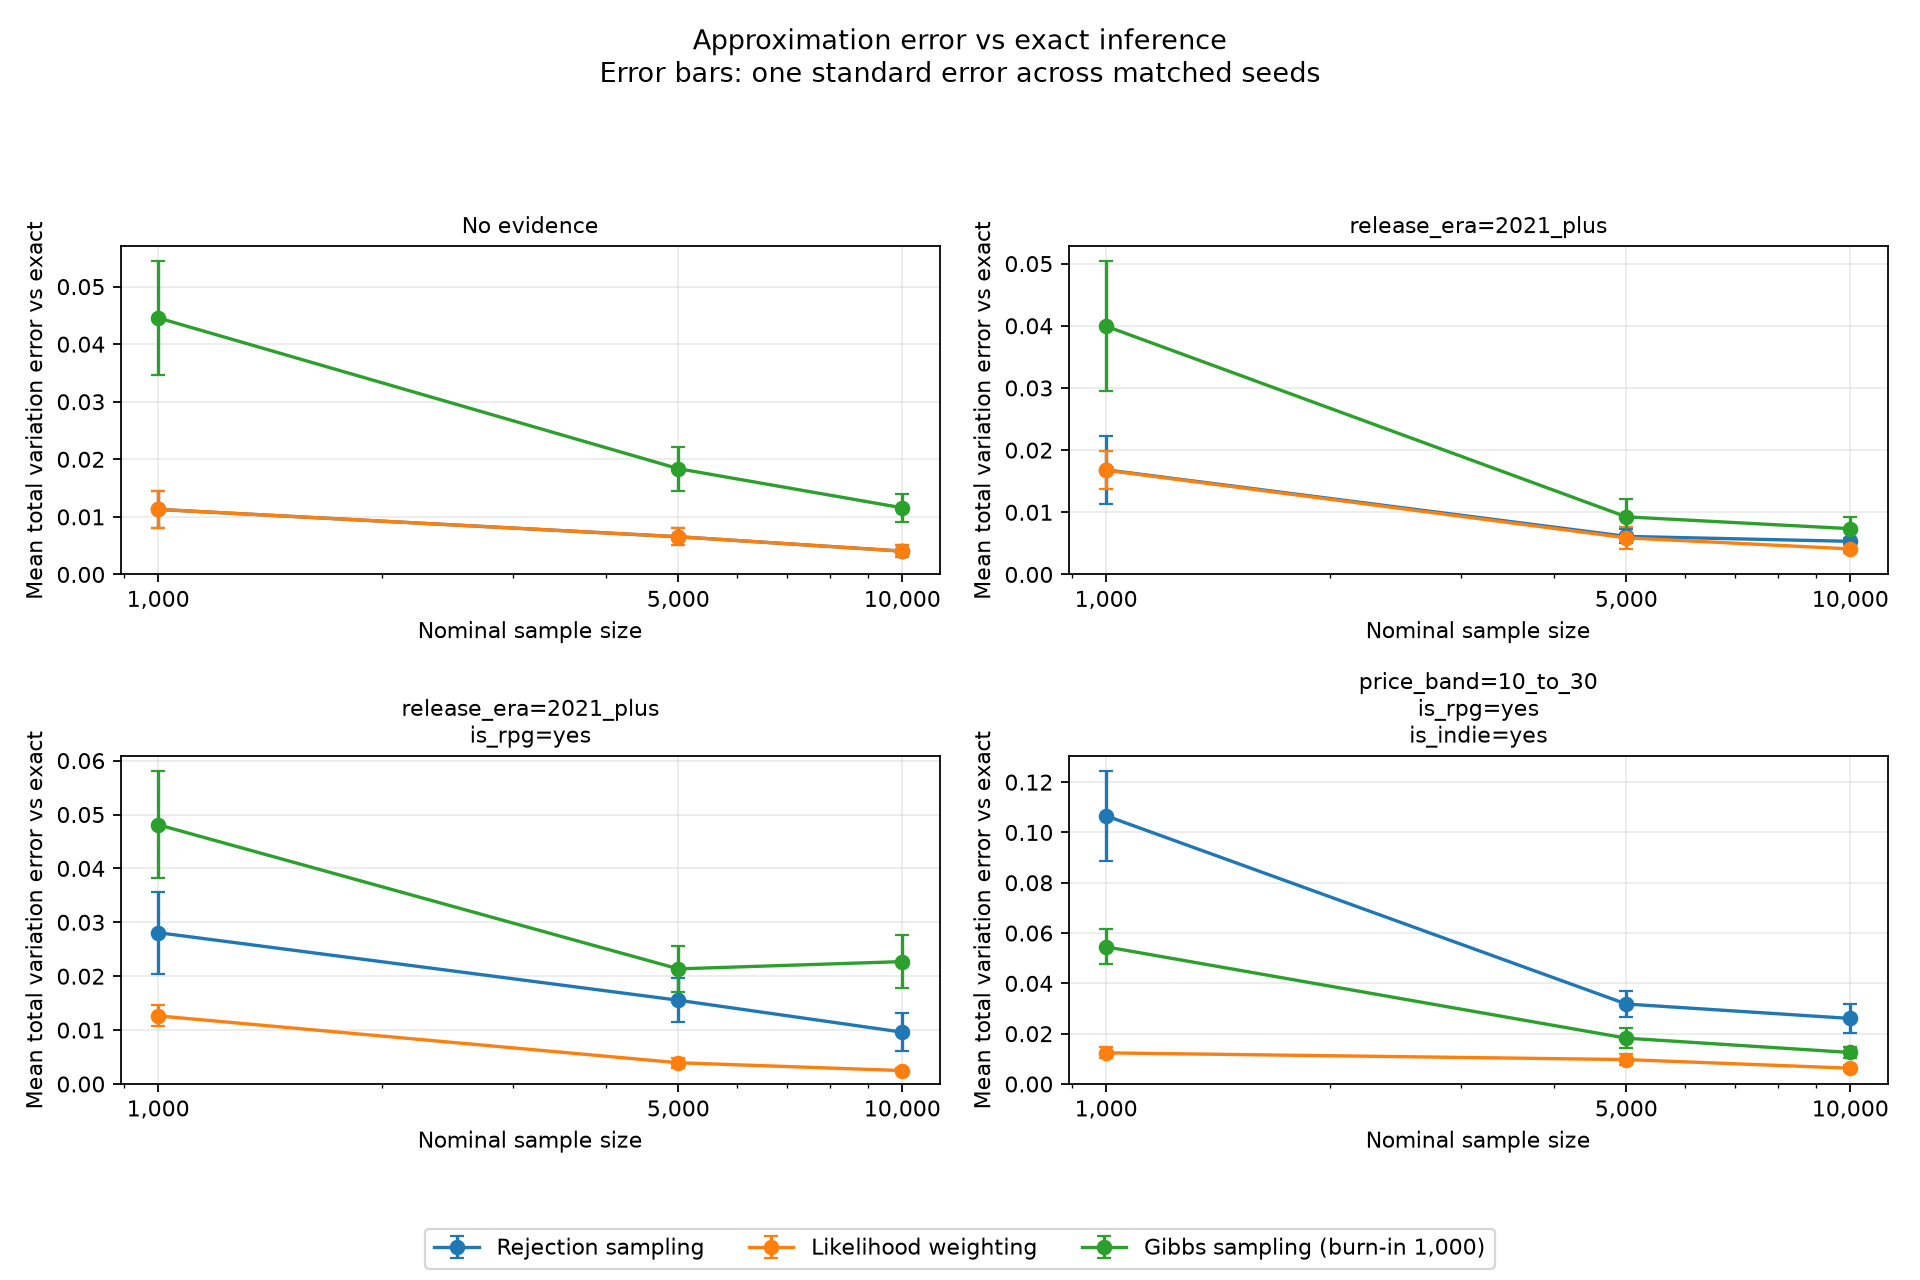 Approximation error vs exact inference
Error bars: one standard error across matched seeds
No evidence
Mean total variation error vs exact
0.05
0.04
0.03
0.02
0.01
0.00
1,000
5,000
10,000
Nominal sample size
release_era=2021_plus
Mean total variation error vs exact
0.05
0.04
0.03
0.02
0.01
0.00
1,000
5,000
10,000
Nominal sample size
release_era=2021_plus
is_rpg=yes
Mean total variation error vs exact
0.06
0.05
0.04
0.03
0.02
0.01
0.00
1,000
5,000
10,000
Nominal sample size
price_band=10_to_30
is_rpg=yes
is_indie=yes
Mean total variation error vs exact
0.12
0.10
0.08
0.06
0.04
0.02
0.00
1,000
5,000
10,000
Nominal sample size
Rejection sampling
Likelihood weighting
Gibbs sampling (burn-in 1,000)